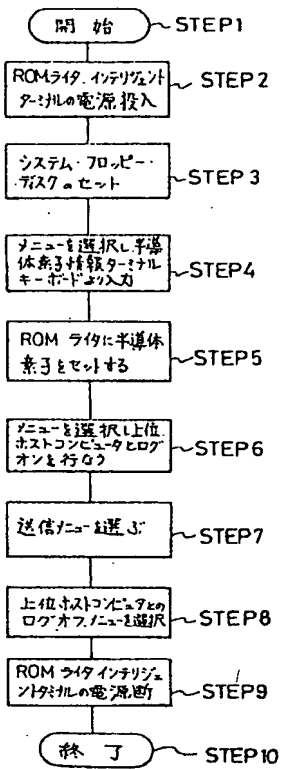 開始
STEP1
ROMライタ、インテリジェント
ターミナルの電源投入
STEP2
システム・フロッピー・
ディスクのセット
STEP3
メニューを選択し半導
体素子情報ターミナル
キーボードより入力
STEP4
ROM ライタに半導体
素子をセットする
STEP5
メニューを選択し上位
ホストコンピュータとログ
オンを行なう
STEP6
送信メニューを選ぶ
STEP7
上位ホストコンピュータとの
ログオフメニューを選択
STEP8
ROM ライタインテリジェ
ントターミナルの電源断
STEP9
終了
STEP10